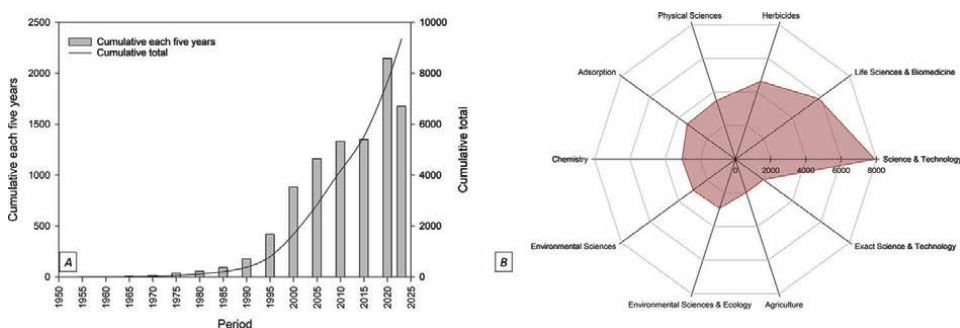 2500
2000
1500
1000
500
0
10000
8000
6000
4000
2000
0
Cumulative each five years
Cumulative total
Cumulative each five years
Cumulative total
A
1950
1955
1960
1965
1970
1975
1980
1985
1990
1995
2000
2005
2010
2015
2020
2025
Period
Physical Sciences
Herbicides
Adsorption
Life Sciences & Biomedicine
Chemistry
0 2000 4000 6000 8000
Science & Technology
Environmental Sciences
Exact Science & Technology
Environmental Sciences & Ecology
Agriculture
B